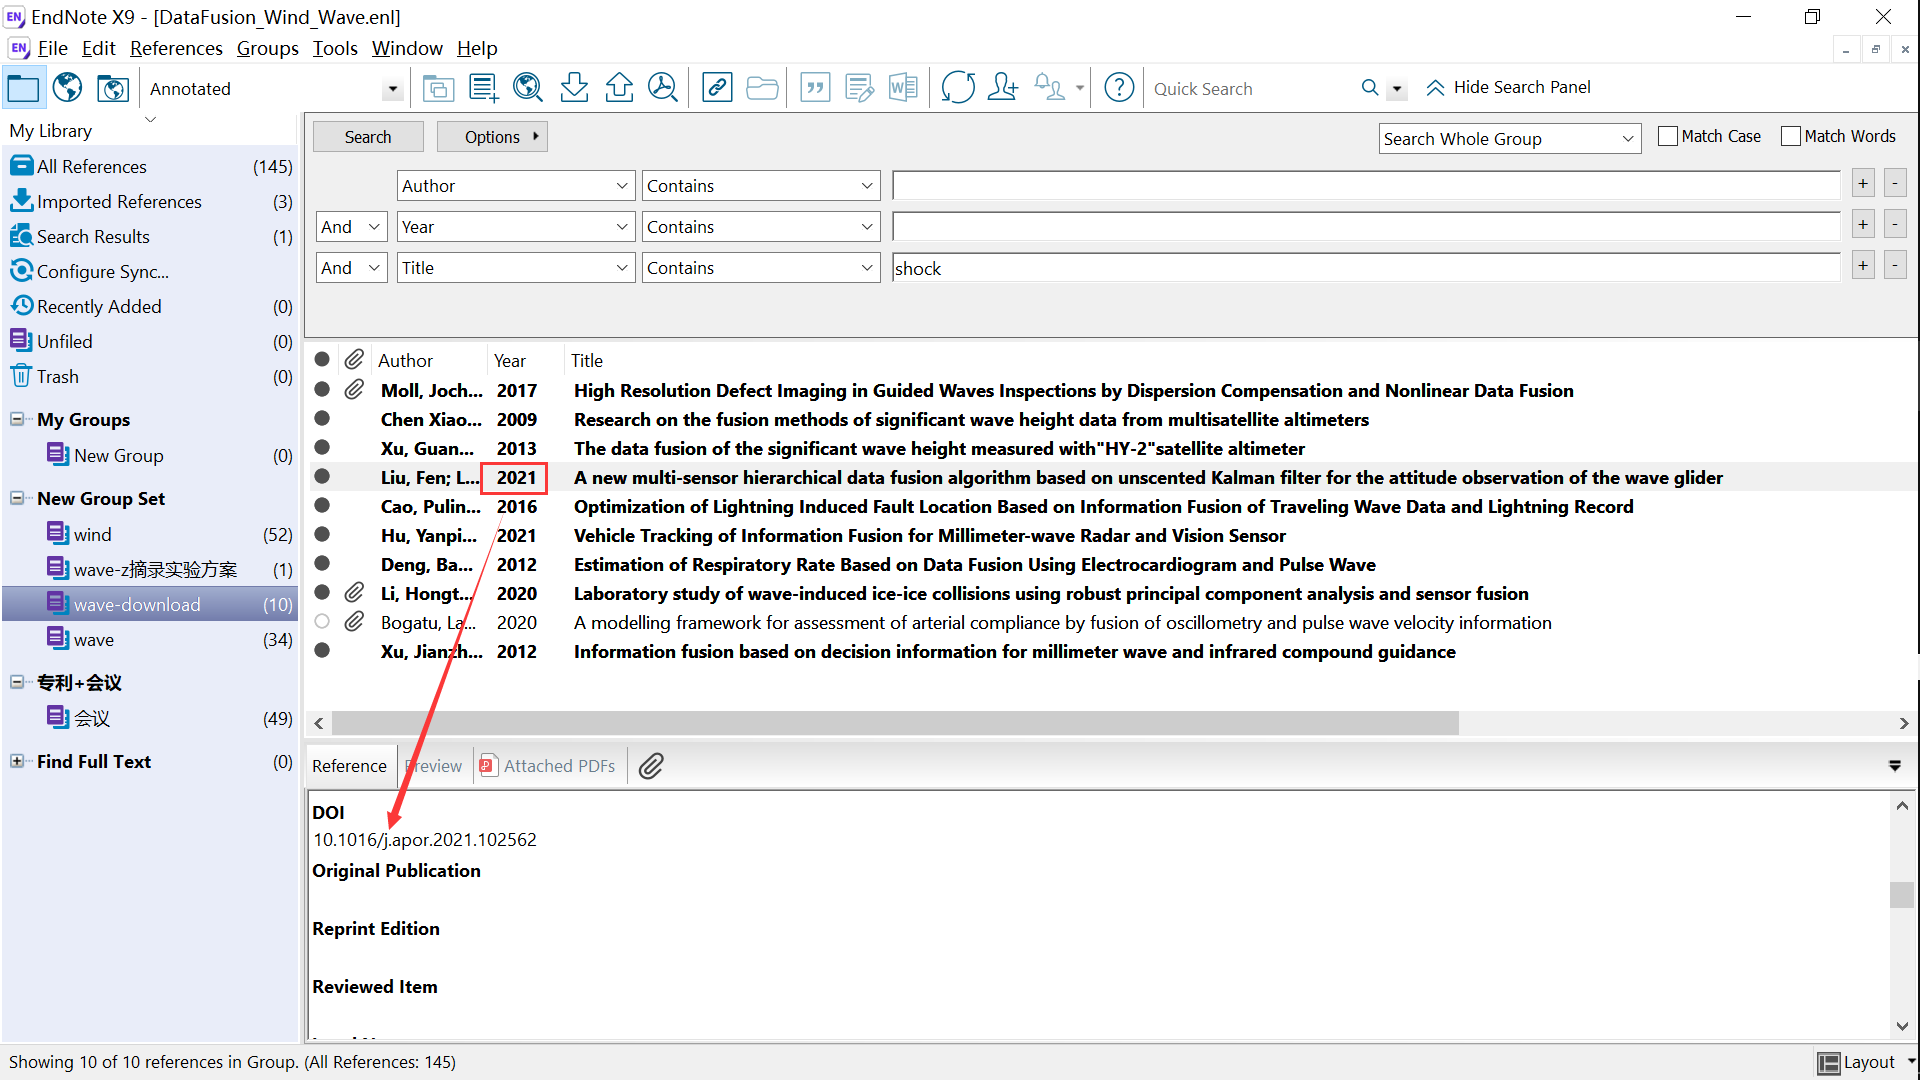 EndNote X9 - [DataFusion_Wind_Wave.enl]
File Edit References Groups Tools Window Help
Annotated
Quick Search
Hide Search Panel
My Library
All References (145)
Imported References (3)
Search Results (1)
Configure Sync...
Recently Added (0)
Unfiled (0)
Trash (0)
My Groups
New Group (0)
New Group Set
wind (52)
wave-z摘录实验方案 (1)
wave-download (10)
wave (34)
专利+会议
会议 (49)
Find Full Text (0)
Search Options Search Whole Group Match Case Match Words
Author Contains + -
And Year Contains + -
And Title Contains shock + -
Author Year Title
Moll, Joch... 2017 High Resolution Defect Imaging in Guided Waves Inspections by Dispersion Compensation and Nonlinear Data Fusion
Chen Xiao... 2009 Research on the fusion methods of significant wave height data from multisatellite altimeters
Xu, Guan... 2013 The data fusion of the significant wave height measured with"HY-2"satellite altimeter
Liu, Fen; L... 2021 A new multi-sensor hierarchical data fusion algorithm based on unscented Kalman filter for the attitude observation of the wave glider
Cao, Pulin... 2016 Optimization of Lightning Induced Fault Location Based on Information Fusion of Traveling Wave Data and Lightning Record
Hu, Yanpi... 2021 Vehicle Tracking of Information Fusion for Millimeter-wave Radar and Vision Sensor
Deng, Ba... 2012 Estimation of Respiratory Rate Based on Data Fusion Using Electrocardiogram and Pulse Wave
Li, Hongt... 2020 Laboratory study of wave-induced ice-ice collisions using robust principal component analysis and sensor fusion
Bogatu, La... 2020 A modelling framework for assessment of arterial compliance by fusion of oscillometry and pulse wave velocity information
Xu, Jianzh... 2012 Information fusion based on decision information for millimeter wave and infrared compound guidance
Reference Preview Attached PDFs
DOI
10.1016/j.apor.2021.102562
Original Publication
Reprint Edition
Reviewed Item
Showing 10 of 10 references in Group. (All References: 145)
Layout